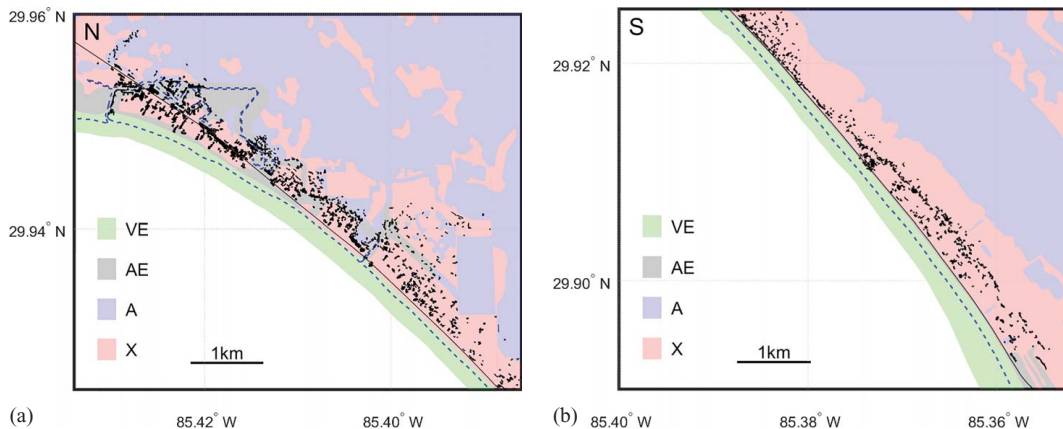 29.96° N
N
29.94° N
VE
AE
A
X
1km
(a)
85.42° W
85.40° W
S
29.92° N
29.90° N
VE
AE
A
X
1km
(b)
85.40° W
85.38° W
85.36° W